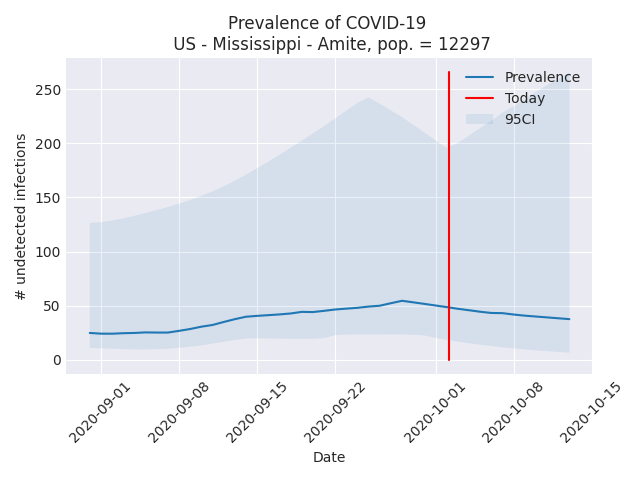 Prevalence of COVID-19
US - Mississippi - Amite, pop. = 12297
Prevalence
Today
95CI
# undetected infections
250
200
150
100
50
0
2020-09-01
2020-09-08
2020-09-15
2020-09-22
2020-10-01
2020-10-08
2020-10-15
Date